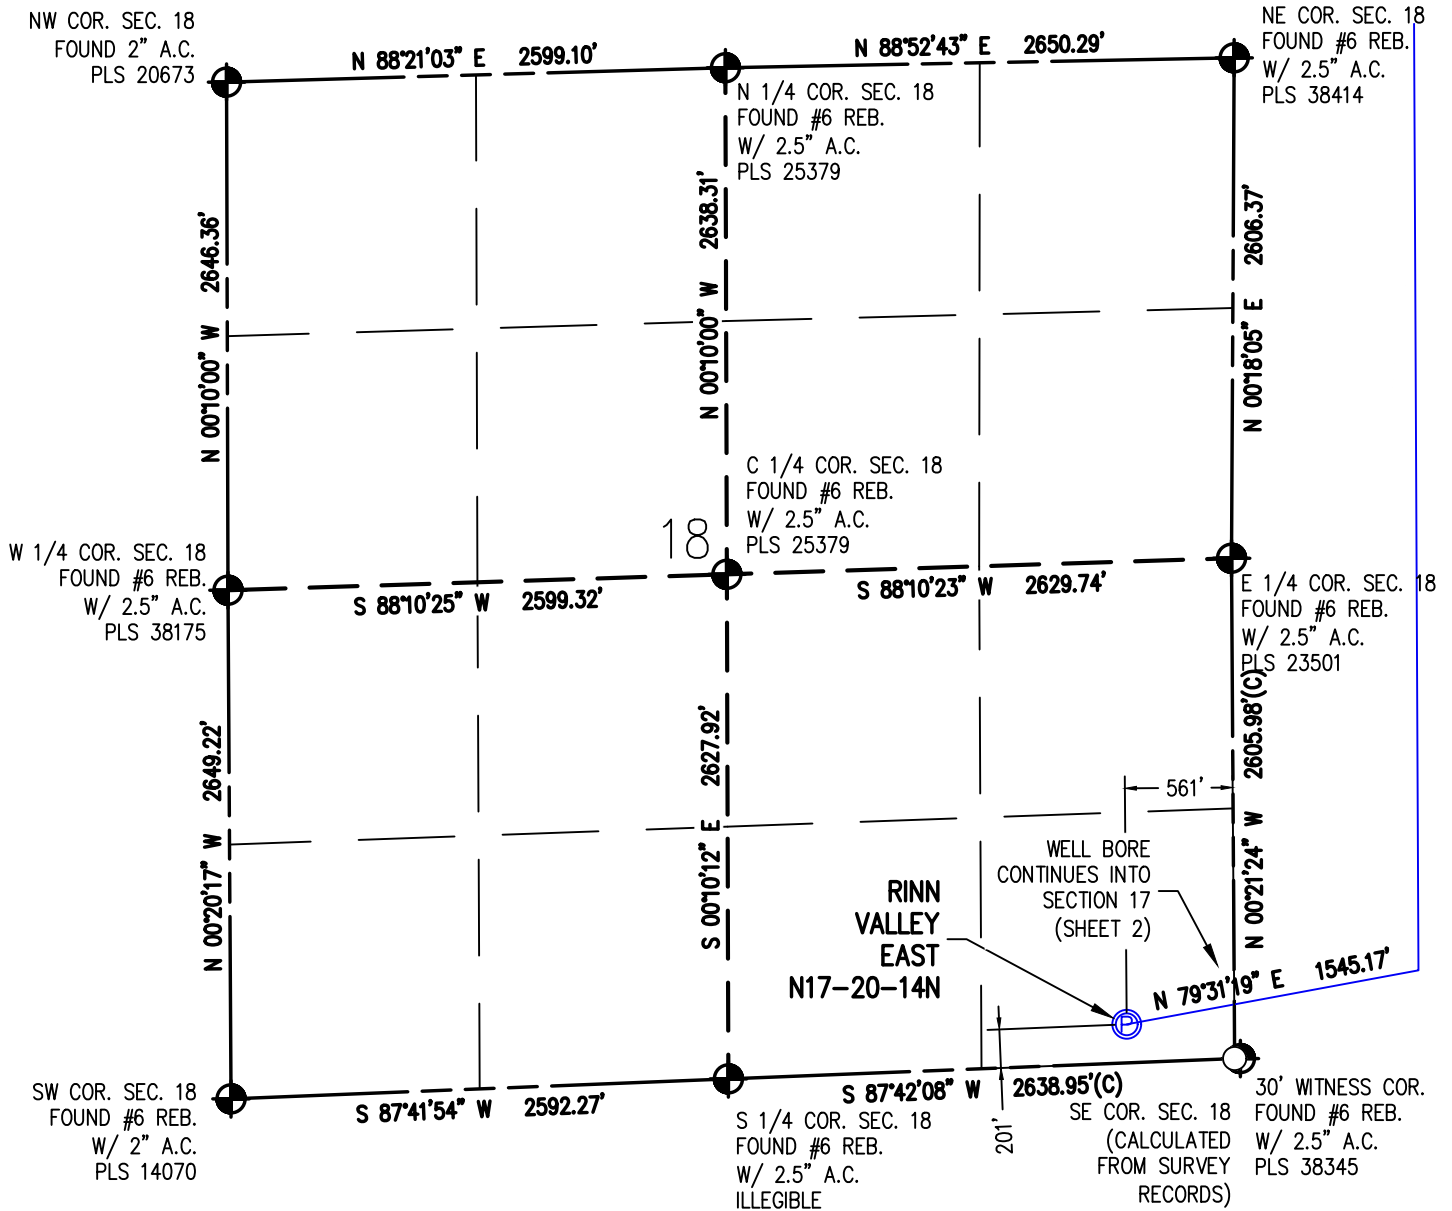 NW COR. SEC. 18
FOUND 2" A.C.
PLS 20673
N 88°21'03" E 2599.10'
N 88°52'43" E 2650.29'
NE COR. SEC. 18
FOUND #6 REB.
W/ 2.5" A.C.
PLS 38414
N 1/4 COR. SEC. 18
FOUND #6 REB.
W/ 2.5" A.C.
PLS 25379
N 00°10'00" W 2646.36'
N 00°10'00" W 2638.31'
N 00°18'05" E 2606.37'
C 1/4 COR. SEC. 18
FOUND #6 REB.
W/ 2.5" A.C.
PLS 25379
18
W 1/4 COR. SEC. 18
FOUND #6 REB.
W/ 2.5" A.C.
PLS 38175
S 88°10'25" W 2599.32'
S 88°10'23" W 2629.74'
E 1/4 COR. SEC. 18
FOUND #6 REB.
W/ 2.5" A.C.
PLS 23501
N 00°20'17" W 2649.22'
S 00°10'12" E 2627.92'
N 00°21'24" W 2605.98'(C)
561'
WELL BORE
CONTINUES INTO
SECTION 17
(SHEET 2)
RINN
VALLEY
EAST
N17-20-14N
N 79°31'19" E 1545.17'
P
201'
SW COR. SEC. 18
FOUND #6 REB.
W/ 2" A.C.
PLS 14070
S 87°41'54" W 2592.27'
S 87°42'08" W 2638.95'(C)
S 1/4 COR. SEC. 18
FOUND #6 REB.
W/ 2.5" A.C.
ILLEGIBLE
SE COR. SEC. 18
(CALCULATED
FROM SURVEY
RECORDS)
30' WITNESS COR.
FOUND #6 REB.
W/ 2.5" A.C.
PLS 38345